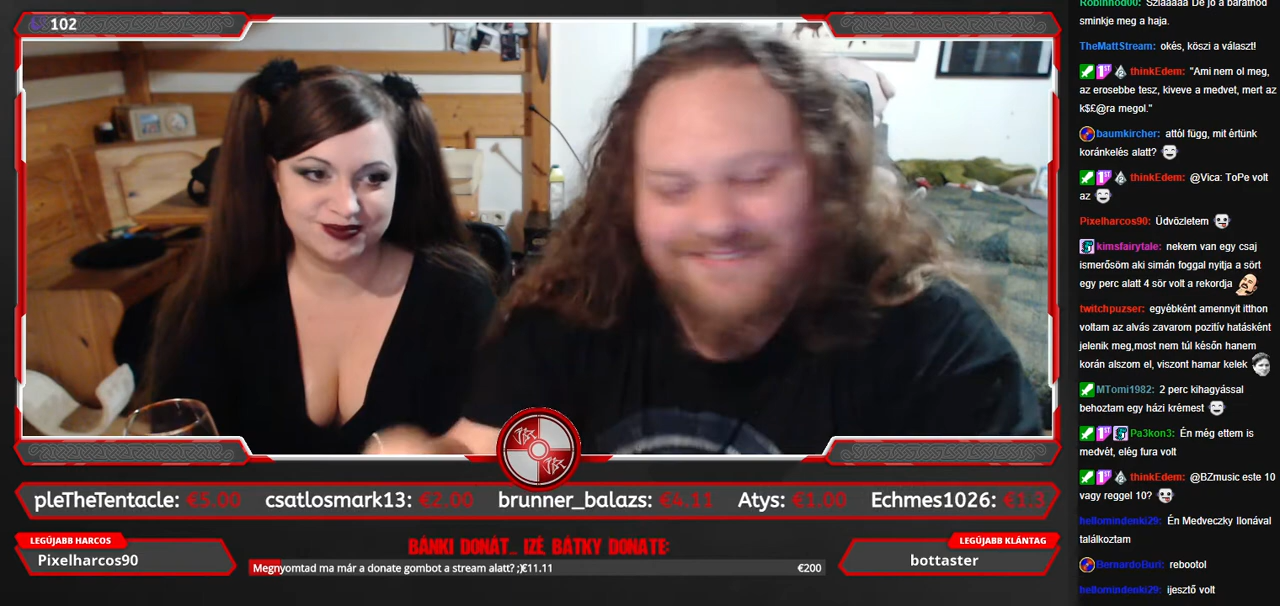 102
pleTheTentacle: €5.00 csatlosmark13: €2.00 brunner_balazs: €4.11 Atys: €1.00 Echmes1026: €1.3
LEGÚJABB HARCOS
Pixelharcos90
BÁNKI DONÁT... IZÉ, BÁTKY DONATE:
Megnyomtad ma már a donate gombot a stream alatt? ;)€11.11 €200
LEGÚJABB KLÁNTAG
bottaster
Robinhood00: Sziaaaaa De jó a barátnőd
sminkje meg a haja.
TheMattStream: okés, köszi a választ!
thinkEdem: "Ami nem ol meg,
az erosebbe tesz, kiveve a medvet, mert az
k$£@ra megol."
baumkircher: attól függ, mit értünk
koránkelés alatt?
thinkEdem: @Vica: ToPe volt
az
Pixelharcos90: Üdvözletem
kimsfairytale: nekem van egy csaj
ismerősöm aki simán foggal nyitja a sört
egy perc alatt 4 sör volt a rekordja
twitchpuzser: egyébként amennyit itthon
voltam az alvás zavarom pozitív hatásként
jelenik meg,most nem túl későn hanem
korán alszom el, viszont hamar kelek
MTomi1982: 2 perc kihagyással
behoztam egy házi krémest
Pa3kon3: Én még ettem is
medvét, elég fura volt
thinkEdem: @BZmusic este 10
vagy reggel 10?
hellomindenki29: Én Medveczky Ilonával
találkoztam
BernardoBuri: rebootol
hellomindenki29: ijesztő volt